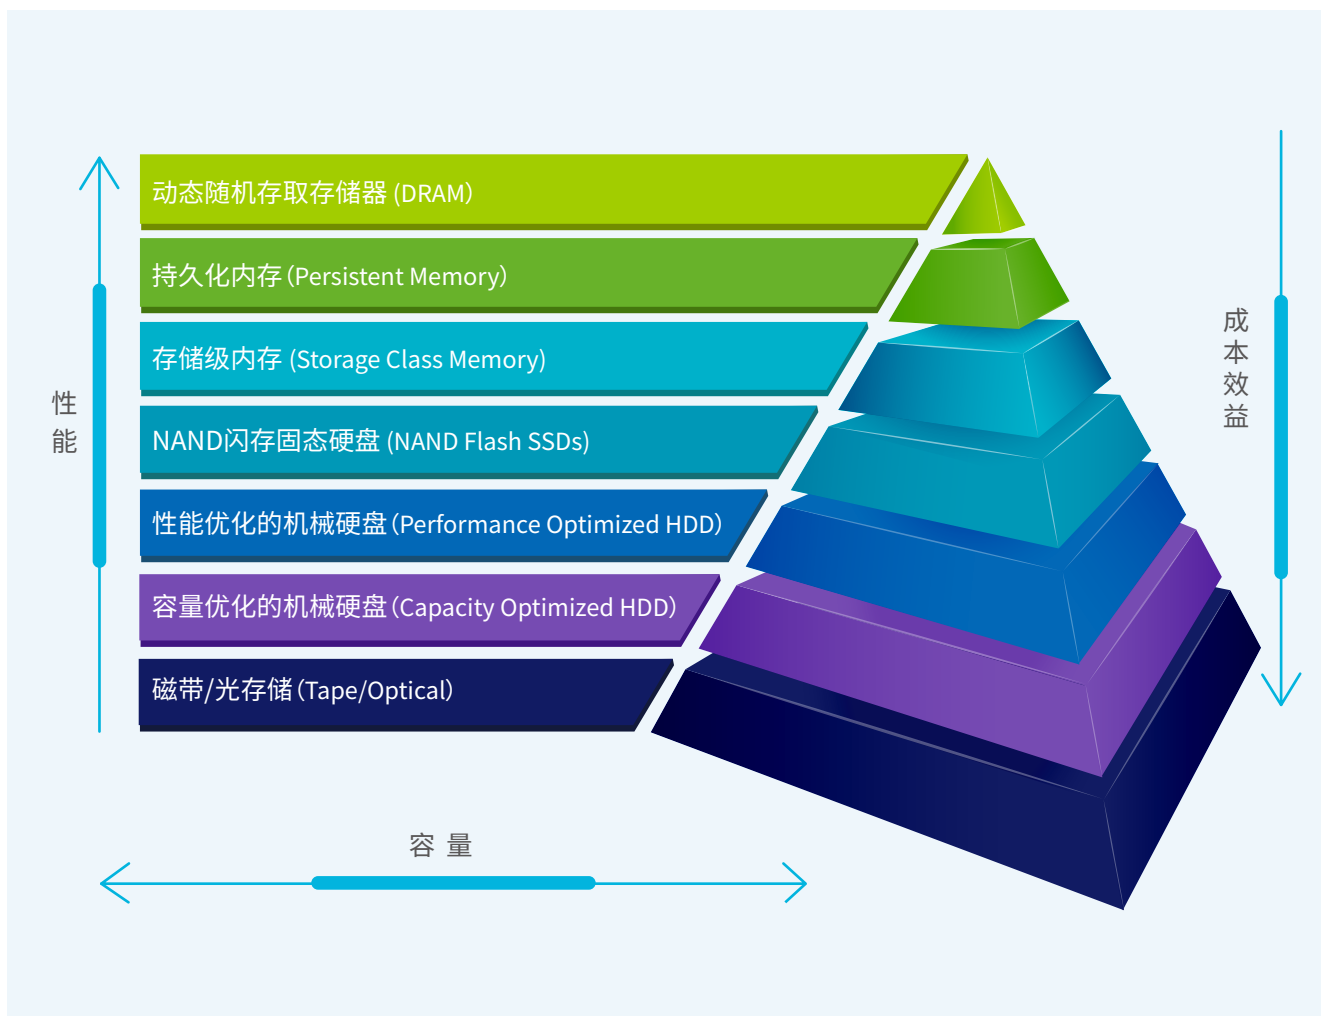 动态随机存取存储器 (DRAM）
持久化内存（Persistent Memory）
存储级内存 (Storage Class Memory)
NAND闪存固态硬盘 (NAND Flash SSDs)
性能优化的机械硬盘（Performance Optimized HDD）
容量优化的机械硬盘（Capacity Optimized HDD）
磁带/光存储（Tape/Optical）
性
能
成
本
效
益
容 量